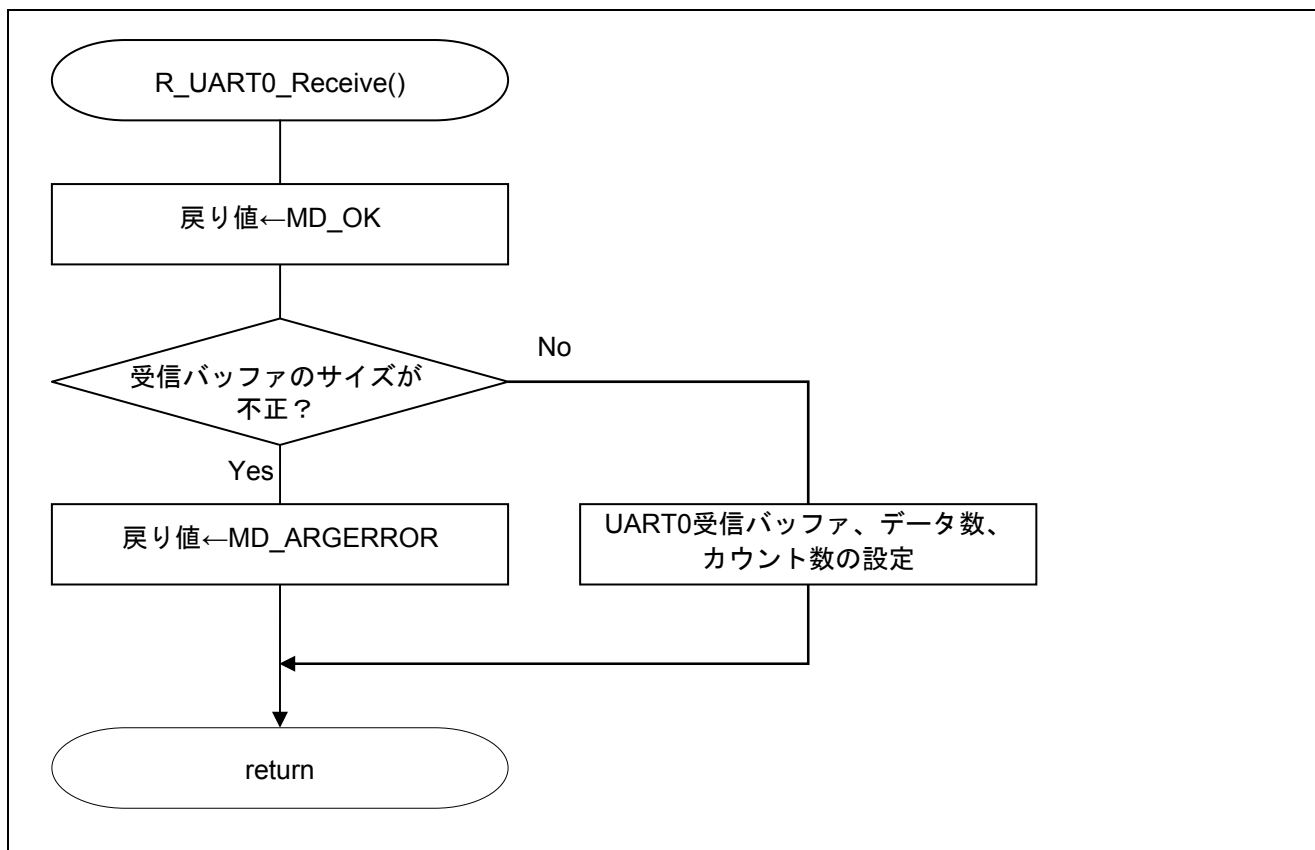 R_UART0_Receive()
戻り値←MD_OK
No
受信バッファのサイズが
不正？
Yes
戻り値←MD_ARGERROR
UART0受信バッファ、データ数、
カウント数の設定
return